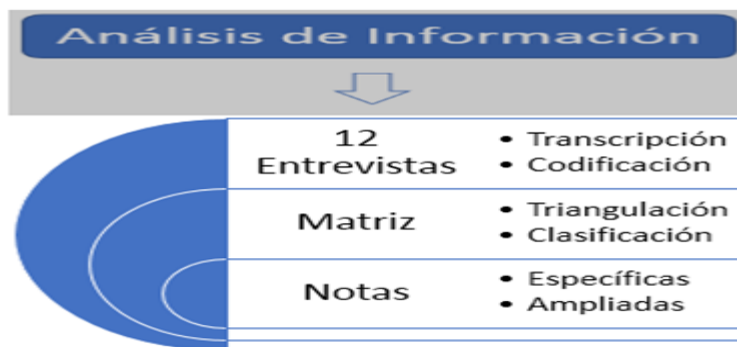 Análisis de Información
12
Entrevistas
• Transcripción
• Codificación
Matriz
• Triangulación
• Clasificación
Notas
• Específicas
• Ampliadas